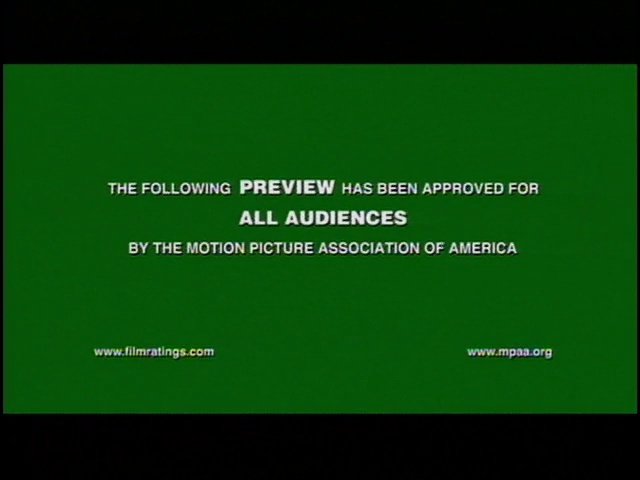 THE FOLLOWING PREVIEW HAS BEEN APPROVED FOR
ALL AUDIENCES
BY THE MOTION PICTURE ASSOCIATION OF AMERICA
www.filmratings.com www.mpaa.org